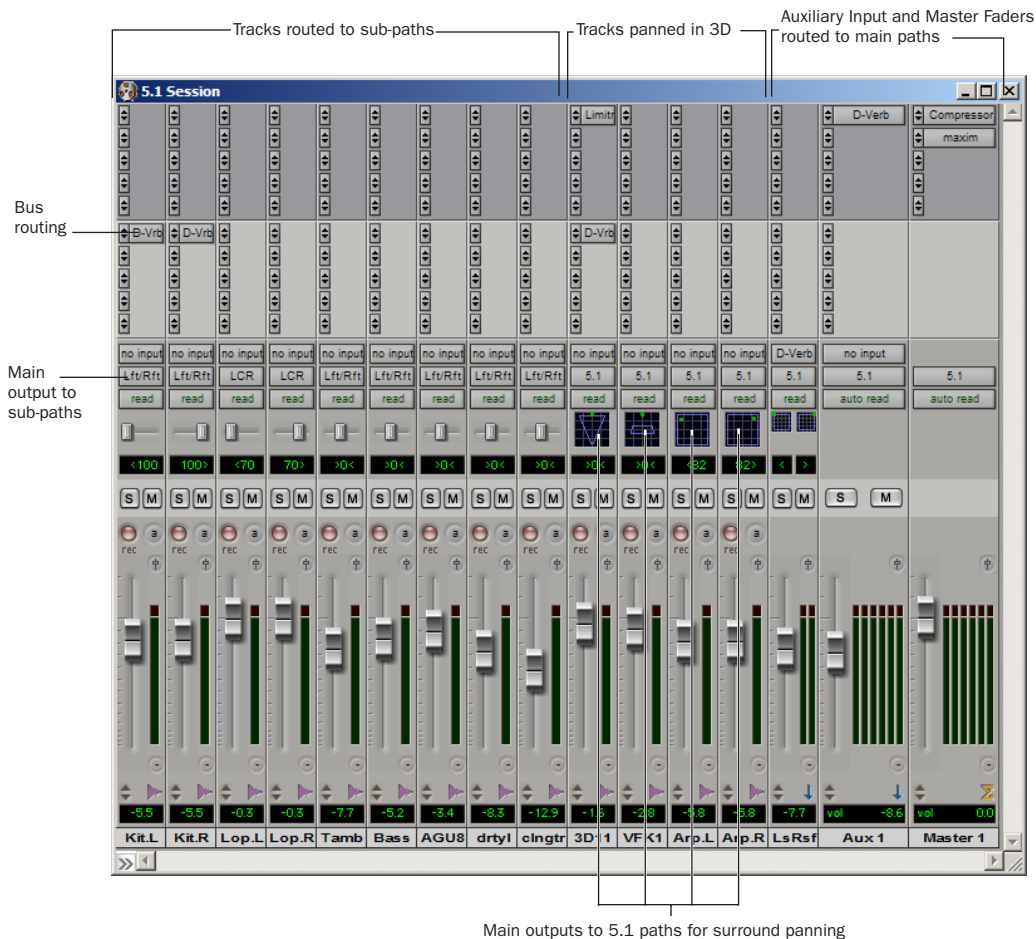 Auxiliary Input and Master Faders
Tracks routed to sub-paths
Tracks panned in 3D
routed to main paths
5.1 Session
Limitr D-Verb Compressor
maxim
Bus
routing
D-Vrb D-Vrb D-Vrb
no input no input no input no input no input no input no input no input no input no input no input no input no input D-Verb no input
Main
output to
sub-paths
Lft/Rft Lft/Rft LCR LCR Lft/Rft Lft/Rft Lft/Rft Lft/Rft Lft/Rft 5.1 5.1 5.1 5.1 5.1 5.1 5.1
read read read read read read read read read read read read read read auto read auto read
<100 100> <70 70> >0< >0< >0< >0< >0< >0< >0< <82 82> < >
S M S M S M S M S M S M S M S M S M S M S M S M S M S M S M
a a a a a a a a a a a a a
rec rec rec rec rec rec rec rec rec rec rec rec rec
-5.5 -5.5 -0.3 -0.3 -7.7 -5.2 -3.4 -8.3 -12.9 -1.6 -2.8 -5.8 -5.8 -7.7 vol -8.6 vol 0.0
Kit.L Kit.R Lop.L Lop.R Tamb Bass AGU8 drtyl clngtr 3D11 VFK1 Arp.L Arp.R LsRsf Aux 1 Master 1
Main outputs to 5.1 paths for surround panning